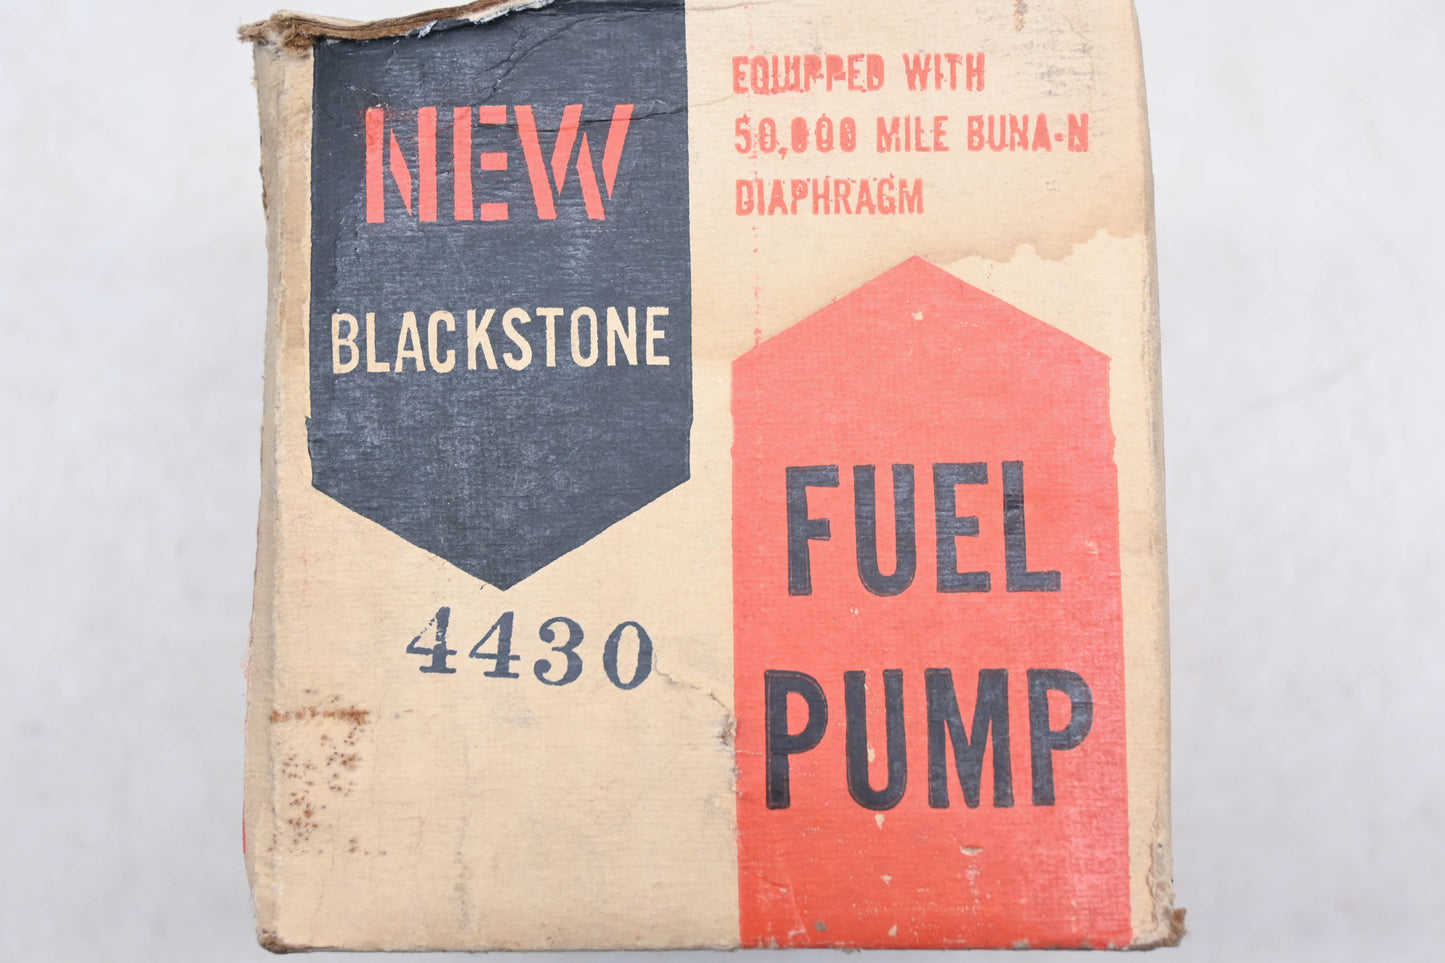 NEW
BLACKSTONE
4430
EQUIPPED WITH
50,000 MILE BUNA-N
DIAPHRAGM
FUEL
PUMP